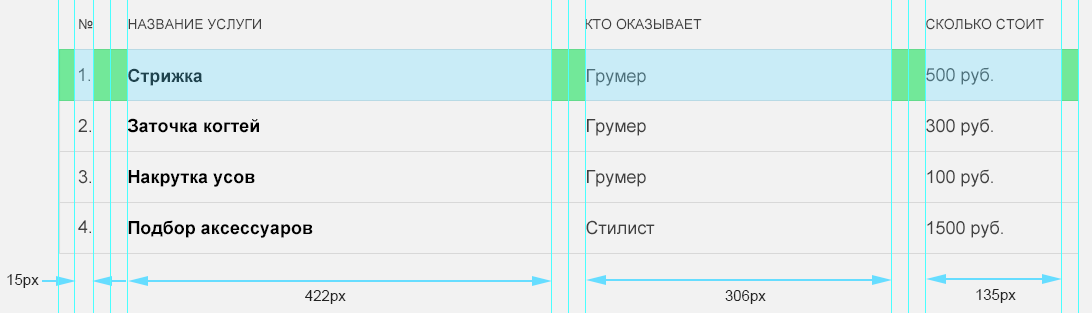 № НАЗВАНИЕ УСЛУГИ КТО ОКАЗЫВАЕТ СКОЛЬКО СТОИТ
1. Стрижка Грумер 500 руб.
2. Заточка когтей Грумер 300 руб.
3. Накрутка усов Грумер 100 руб.
4. Подбор аксессуаров Стилист 1500 руб.
15px 422px 306px 135px